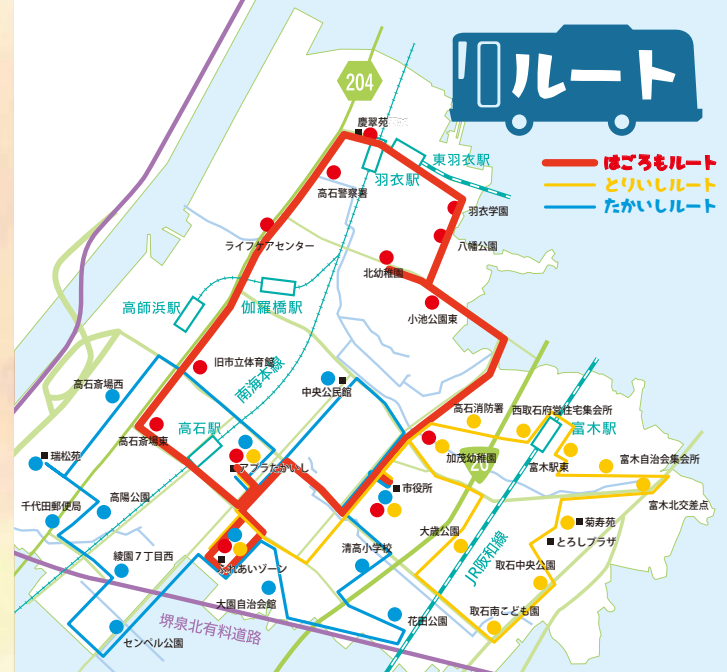 ルート
204
慶翠苑
東羽衣駅
羽衣駅
はごろもルート
とりいしルート
たかいしルート
高石警察署
羽衣学園
ライフケアセンター
八幡公園
北幼稚園
高師浜駅
伽羅橋駅
小池公園東
旧市立体育館
南海本線
中央公民館
高石斎場西
高石消防署
西取石府営住宅集会所
高石駅
富木駅
高石斎場東
瑞松苑
アプラたかいし
加茂幼稚園
富木駅東
富木自治会集会所
市役所
高陽公園
千代田郵便局
富木北交差点
菊寿苑
大歳公園
とろしプラザ
清高小学校
JR阪和線
綾園７丁目西
ふれあいゾーン
取石中央公園
大園自治会館
取石南こども園
堺泉北有料道路
花田公園
センペル公園